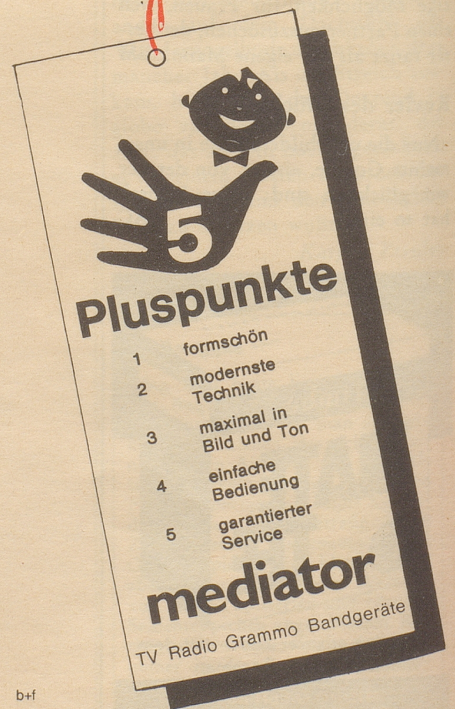 5
Pluspunkte
1 formschön
2 modernste
Technik
3 maximal in
Bild und Ton
4 einfache
Bedienung
5 garantierter
Service
mediator
TV Radio Grammo Bandgeräte
b+f